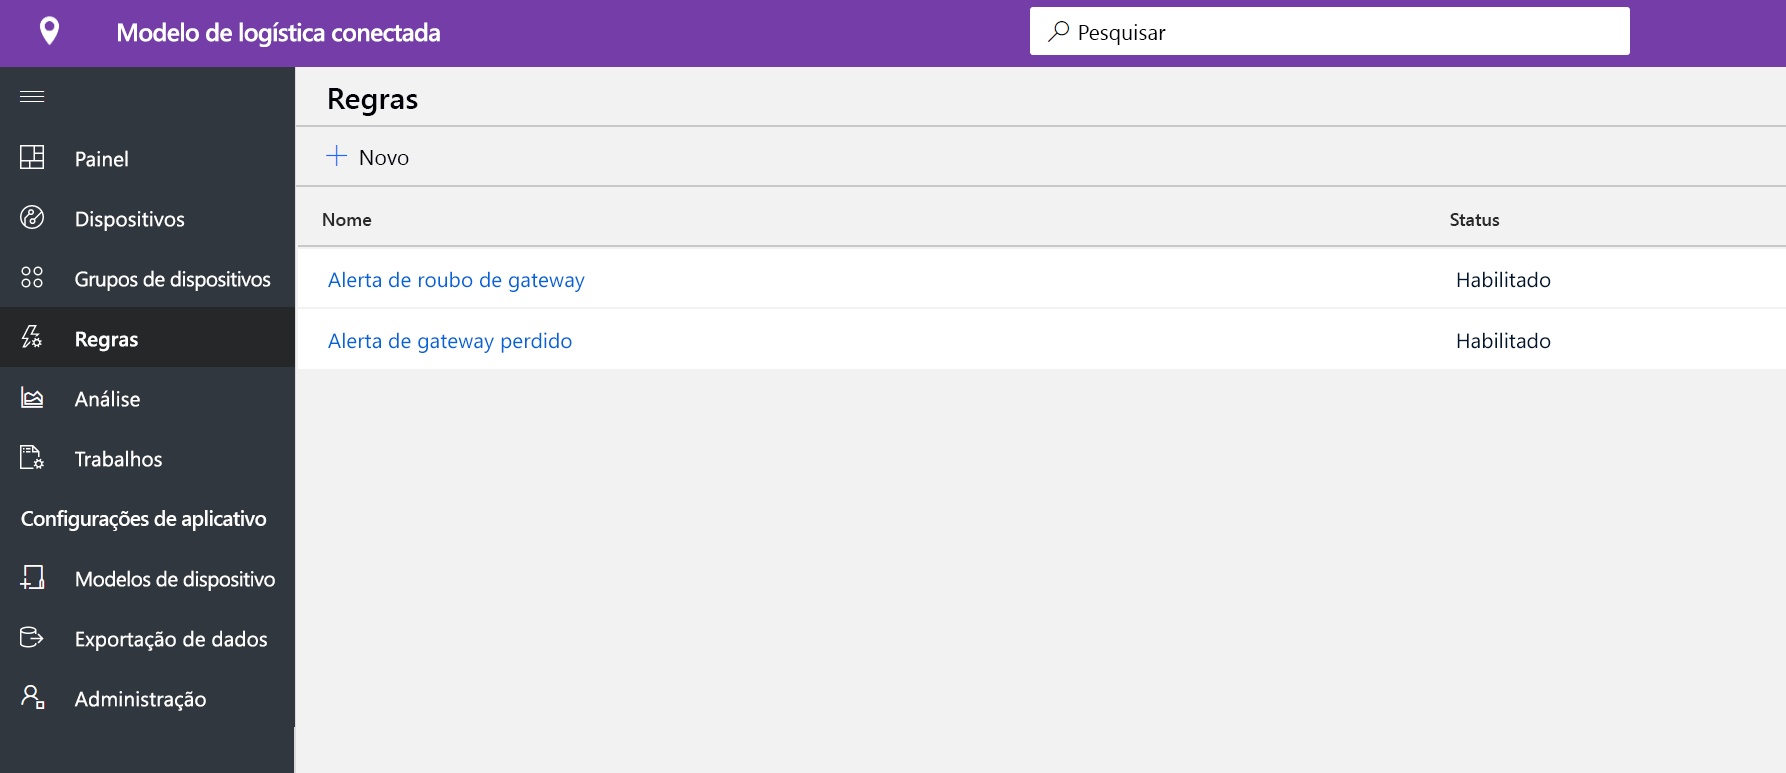 Modelo de logística conectada
Pesquisar
Painel
Dispositivos
Grupos de dispositivos
Regras
Análise
Trabalhos
Configurações de aplicativo
Modelos de dispositivo
Exportação de dados
Administração
Regras
Novo
Nome Status
Alerta de roubo de gateway Habilitado
Alerta de gateway perdido Habilitado